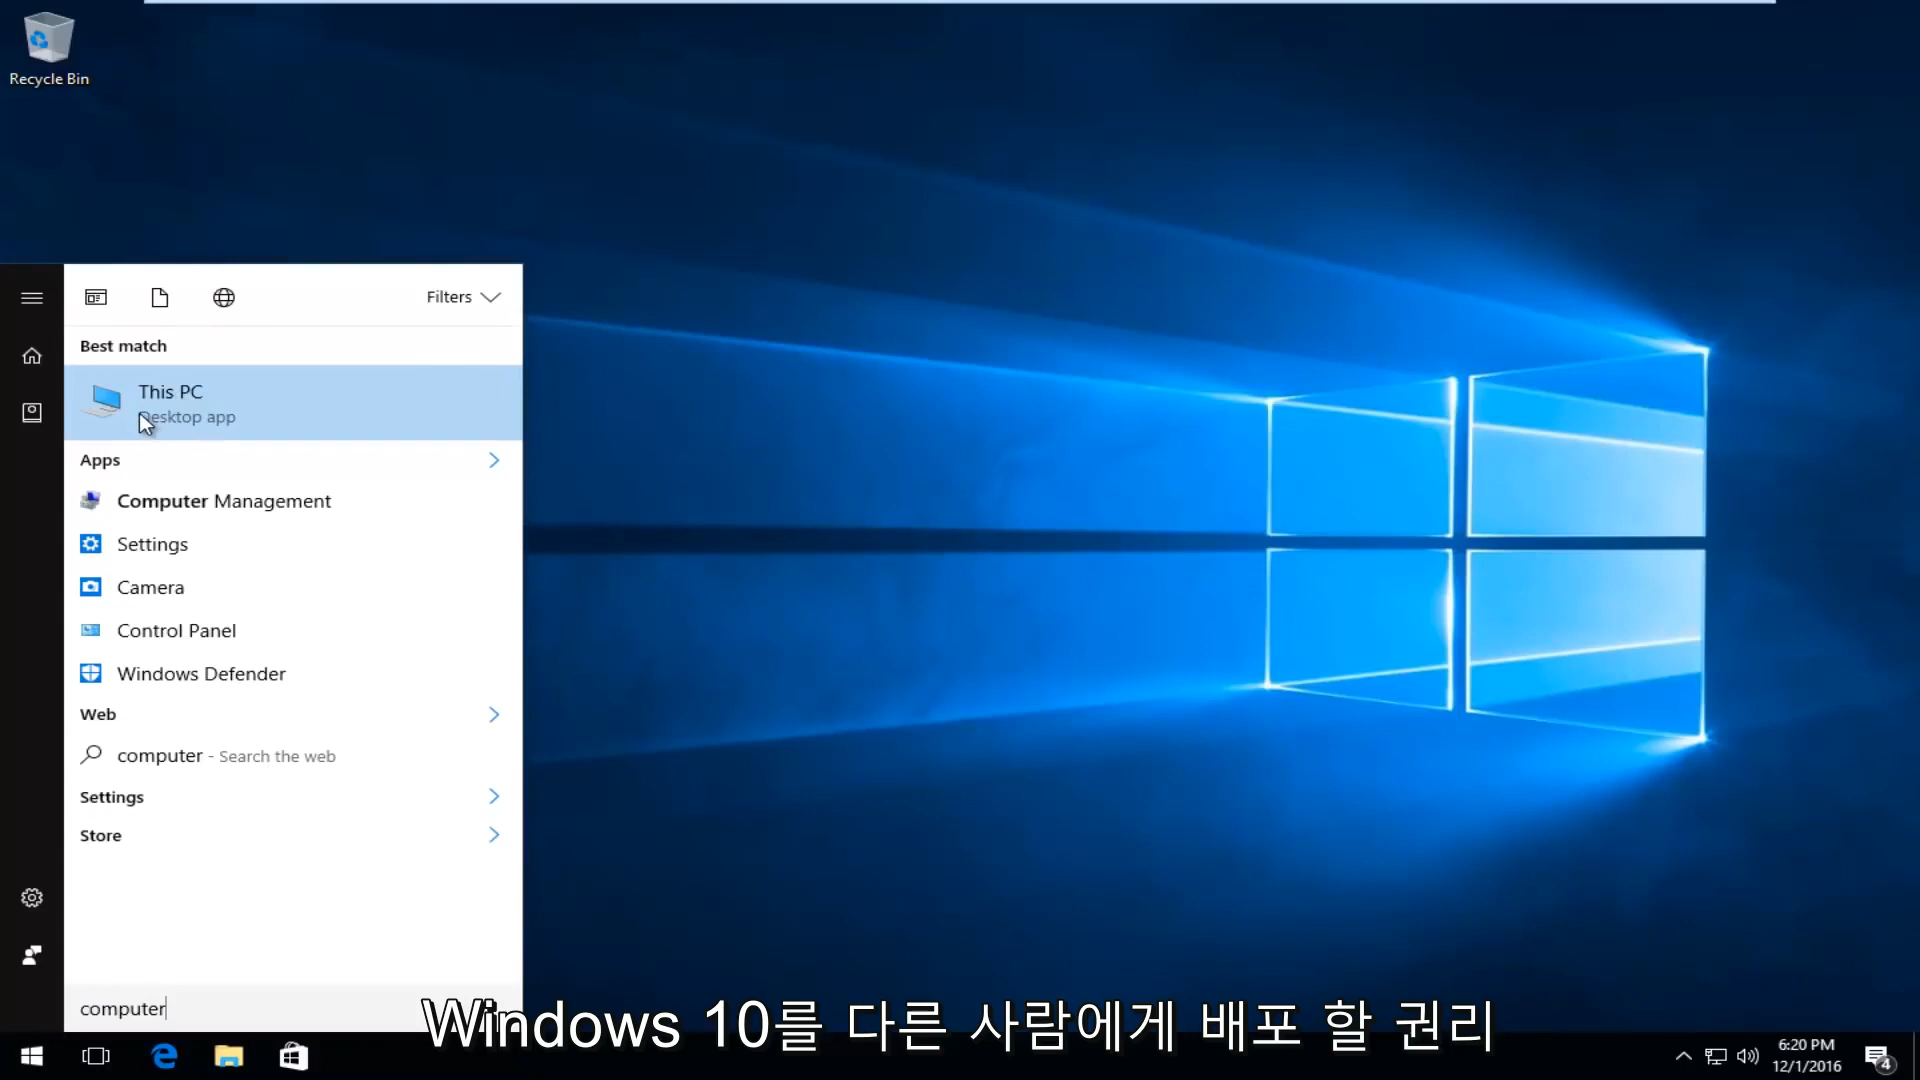 Recycle Bin
Filters
Best match
This PC
Desktop app
Apps
Computer Management
Settings
Camera
Control Panel
Windows Defender
Web
computer - Search the web
Settings
Store
computer
Windows 10를 다른 사람에게 배포 할 권리
6:20 PM
12/1/2016
4